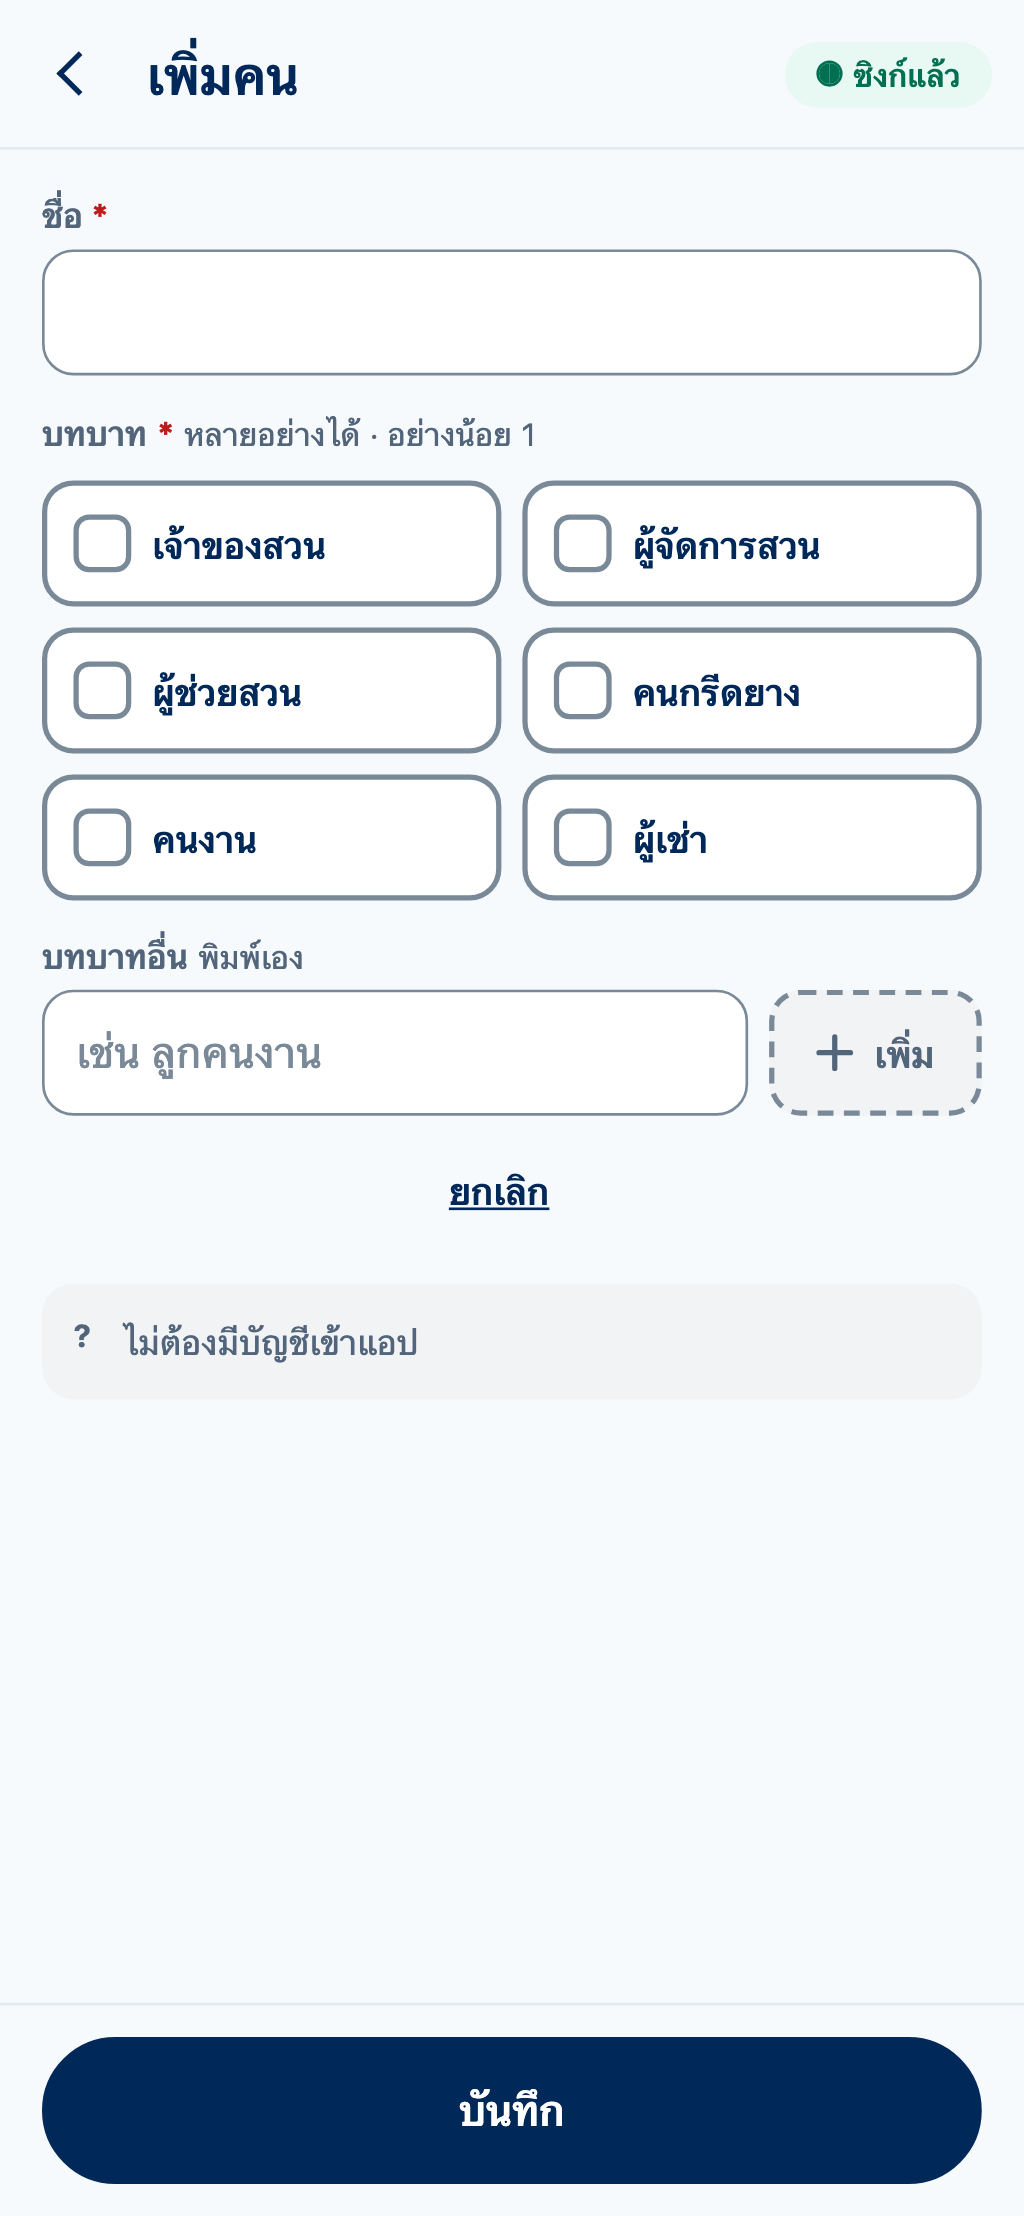 เพิ่มคน
ซิงก์แล้ว
ชื่อ *
บทบาท * หลายอย่างได้ · อย่างน้อย 1
เจ้าของสวน
ผู้จัดการสวน
ผู้ช่วยสวน
คนกรีดยาง
คนงาน
ผู้เช่า
บทบาทอื่น พิมพ์เอง
เช่น ลูกคนงาน
+ เพิ่ม
ยกเลิก
? ไม่ต้องมีบัญชีเข้าแอป
บันทึก